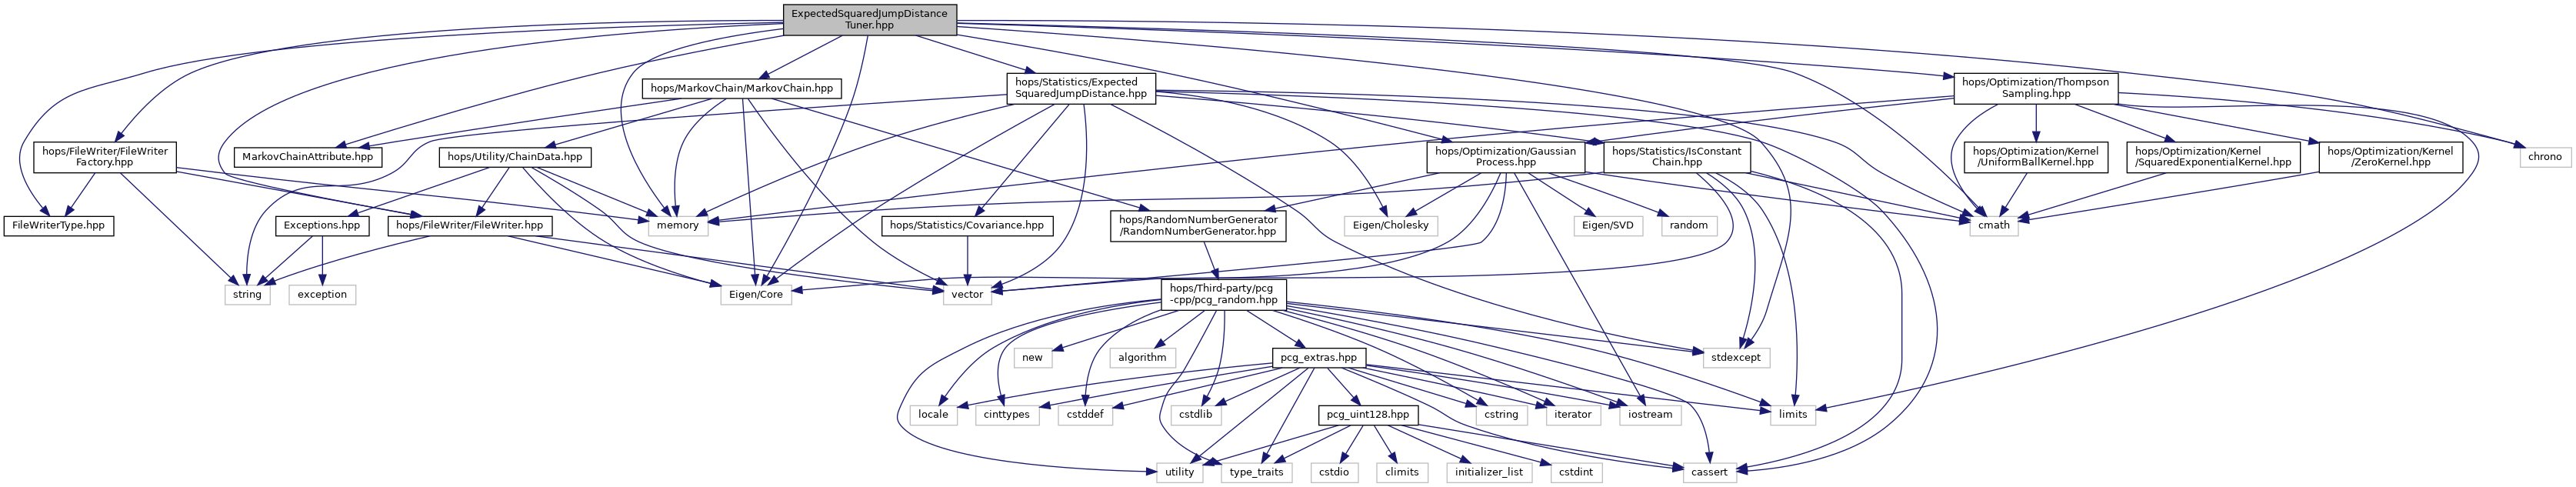 ExpectedSquaredJumpDistance
Tuner.hpp
hops/MarkovChain/MarkovChain.hpp
hops/Statistics/Expected
SquaredJumpDistance.hpp
hops/Optimization/Thompson
Sampling.hpp
hops/FileWriter/FileWriter
Factory.hpp
MarkovChainAttribute.hpp
hops/Utility/ChainData.hpp
hops/Optimization/Gaussian
Process.hpp
hops/Statistics/IsConstant
Chain.hpp
hops/Optimization/Kernel
/UniformBallKernel.hpp
hops/Optimization/Kernel
/SquaredExponentialKernel.hpp
hops/Optimization/Kernel
/ZeroKernel.hpp
chrono
FileWriterType.hpp
Exceptions.hpp
hops/FileWriter/FileWriter.hpp
memory
hops/Statistics/Covariance.hpp
hops/RandomNumberGenerator
/RandomNumberGenerator.hpp
Eigen/Cholesky
Eigen/SVD
random
cmath
string
exception
Eigen/Core
vector
hops/Third-party/pcg
-cpp/pcg_random.hpp
new
algorithm
pcg_extras.hpp
stdexcept
locale
cinttypes
cstddef
cstdlib
pcg_uint128.hpp
cstring
iterator
iostream
limits
utility
type_traits
cstdio
climits
initializer_list
cstdint
cassert